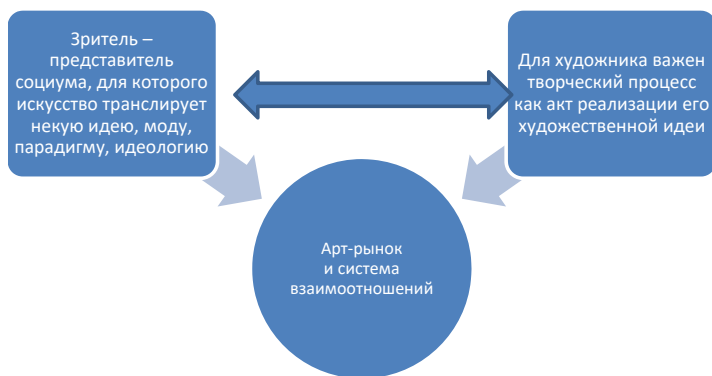 Зритель –
представитель
социума, для которого
искусство транслирует
некую идею, моду,
парадигму, идеологию
Для художника важен
творческий процесс
как акт реализации его
художественной идеи
Арт-рынок
и система
взаимоотношений